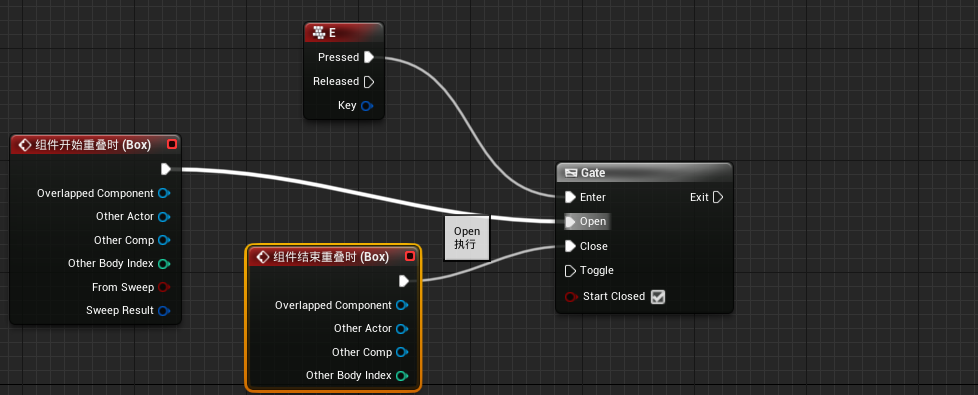 E
Pressed
Released
Key
组件开始重叠时 (Box)
Overlapped Component
Other Actor
Other Comp
Other Body Index
From Sweep
Sweep Result
Open
执行
组件结束重叠时 (Box)
Overlapped Component
Other Actor
Other Comp
Other Body Index
Gate
Enter Exit
Open
Close
Toggle
Start Closed